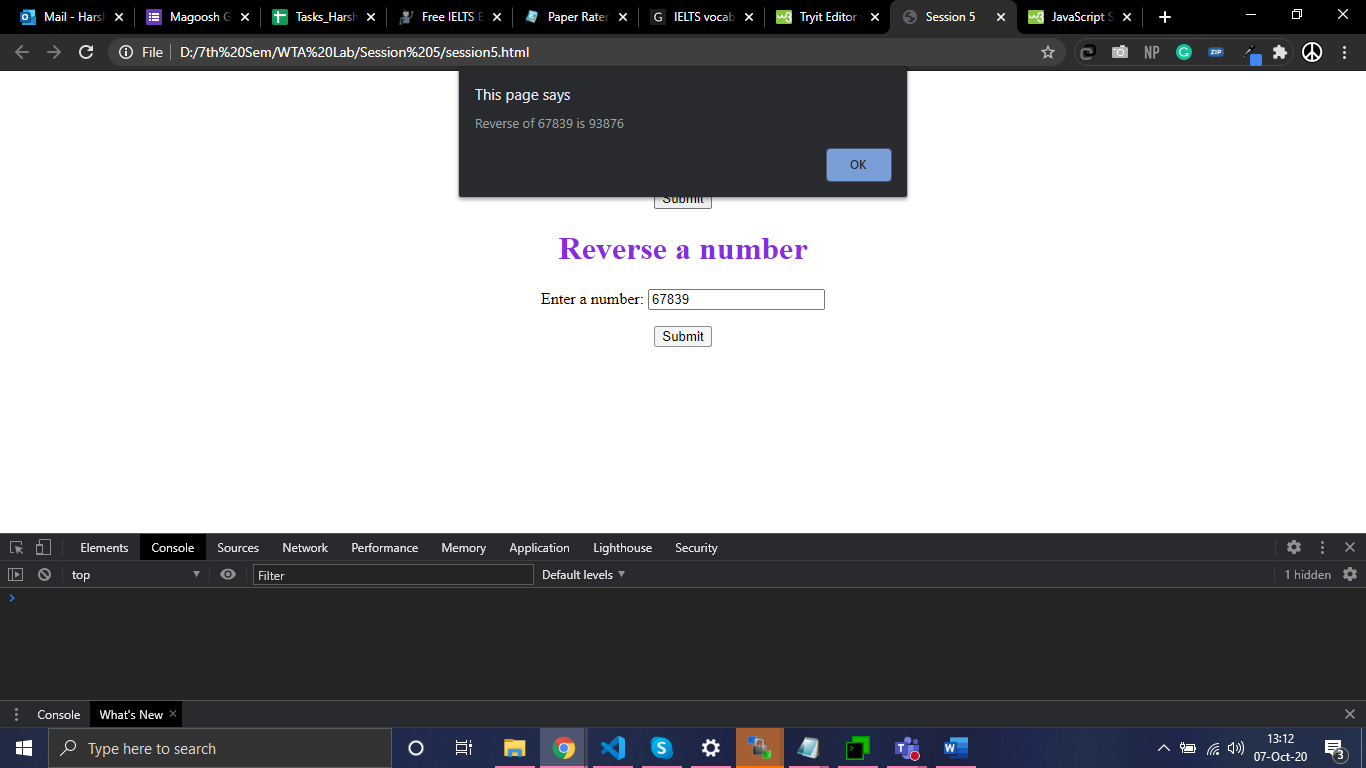 Mail - Harsh
Magoosh G
Tasks_Harsh
Free IELTS E
Paper Rater
IELTS vocab
Tryit Editor
Session 5
JavaScript S
File
D:/7th%20Sem/WTA%20Lab/Session%205/session5.html
NP
ZIP
This page says
Reverse of 67839 is 93876
OK
Submit
Reverse a number
Enter a number: 67839
Submit
Elements Console Sources Network Performance Memory Application Lighthouse Security
top Filter Default levels 1 hidden
Console What's New
Type here to search
13:12
07-Oct-20
3